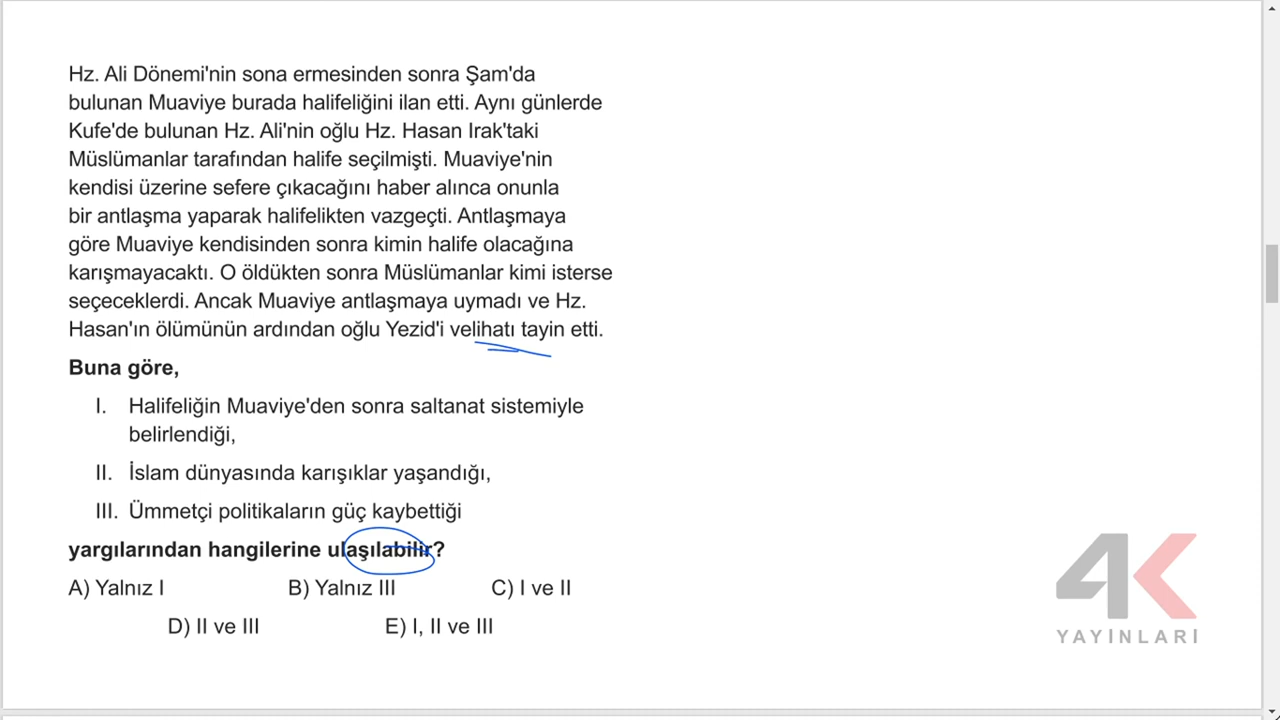 Hz. Ali Dönemi'nin sona ermesinden sonra Şam'da
bulunan Muaviye burada halifeliğini ilan etti. Aynı günlerde
Kufe'de bulunan Hz. Ali'nin oğlu Hz. Hasan Irak'taki
Müslümanlar tarafından halife seçilmişti. Muaviye'nin
kendisi üzerine sefere çıkacağını haber alınca onunla
bir antlaşma yaparak halifelikten vazgeçti. Antlaşmaya
göre Muaviye kendisinden sonra kimin halife olacağına
karışmayacaktı. O öldükten sonra Müslümanlar kimi isterse
seçeceklerdi. Ancak Muaviye antlaşmaya uymadı ve Hz.
Hasan'ın ölümünün ardından oğlu Yezid'i velihatı tayin etti.
Buna göre,
I. Halifeliğin Muaviye'den sonra saltanat sistemiyle
belirlendiği,
II. İslam dünyasında karışıklar yaşandığı,
III. Ümmetçi politikaların güç kaybettiği
yargılarından hangilerine ulaşılabilir?
A) Yalnız I B) Yalnız III C) I ve II
D) II ve III E) I, II ve III
4K
YAYINLARI